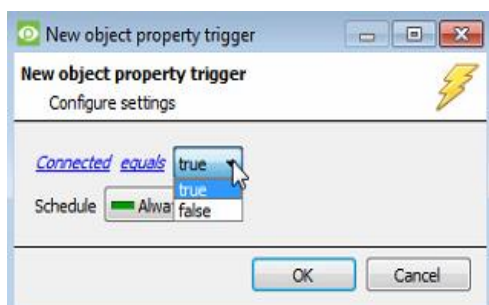 New object property trigger
New object property trigger
Configure settings
Connected equals true
true
Schedule Alwa
false
OK Cancel